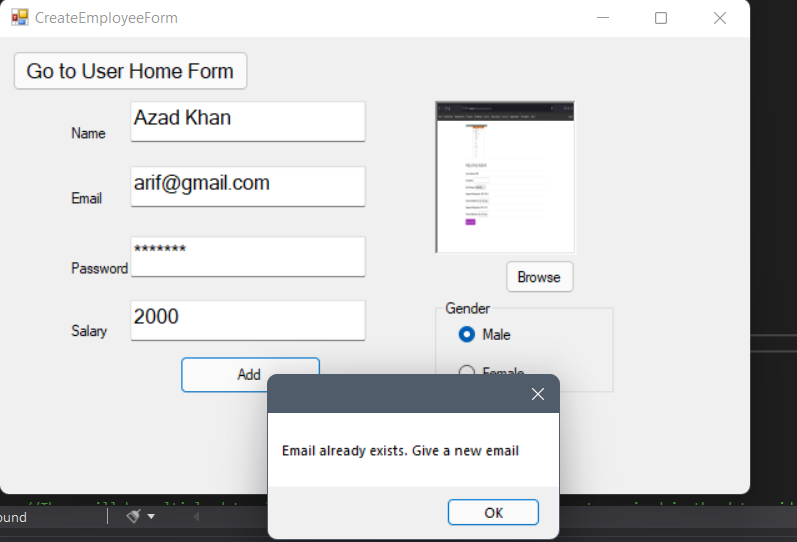 CreateEmployeeForm
Go to User Home Form
Name
Azad Khan
Email
arif@gmail.com
Password
*******
Salary
2000
Add
Browse
Gender
Male
Female
Email already exists. Give a new email
OK
ound